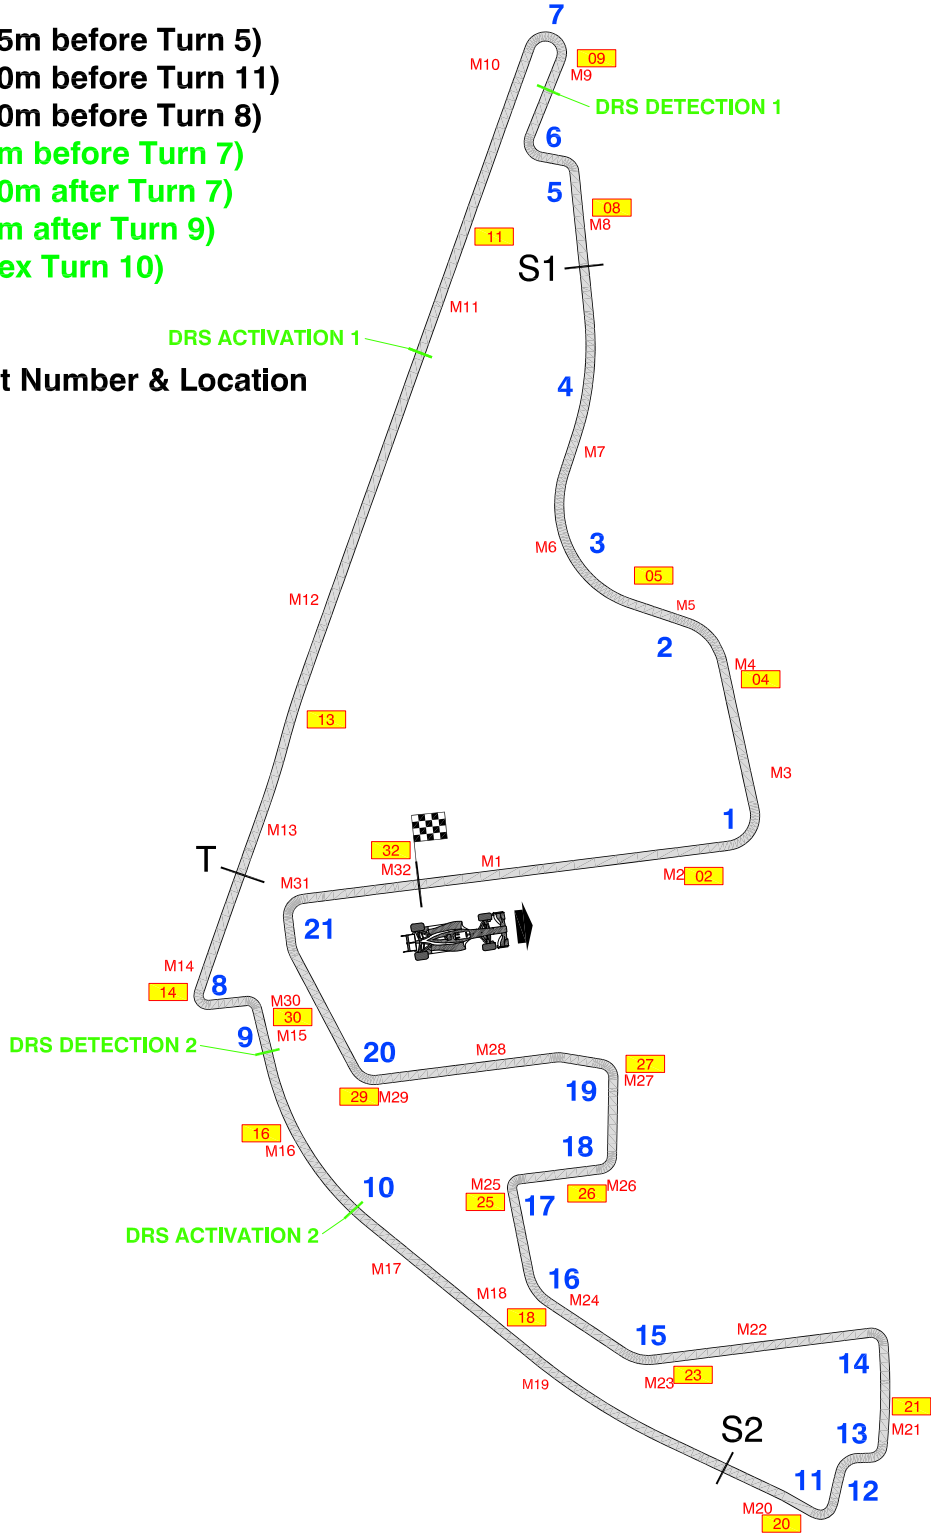 5m before Turn 5)
0m before Turn 11)
0m before Turn 8)
m before Turn 7)
0m after Turn 7)
m after Turn 9)
ex Turn 10)
t Number & Location
7
M10
09
M9
DRS DETECTION 1
6
5
08
M8
11
S1
M11
DRS ACTIVATION 1
4
M7
3
M6
05
M12
M5
2
M4
04
13
M3
1
M13
32
T
M1
M32
M2
02
M31
21
M14
8
14
M30
30
9
M15
DRS DETECTION 2
20
M28
27
M27
19
29
M29
16
M16
18
10
M25
25
26
M26
17
DRS ACTIVATION 2
M17
16
M18
M24
18
15
M22
14
M23
23
M19
21
M21
S2
13
11
12
M20
20